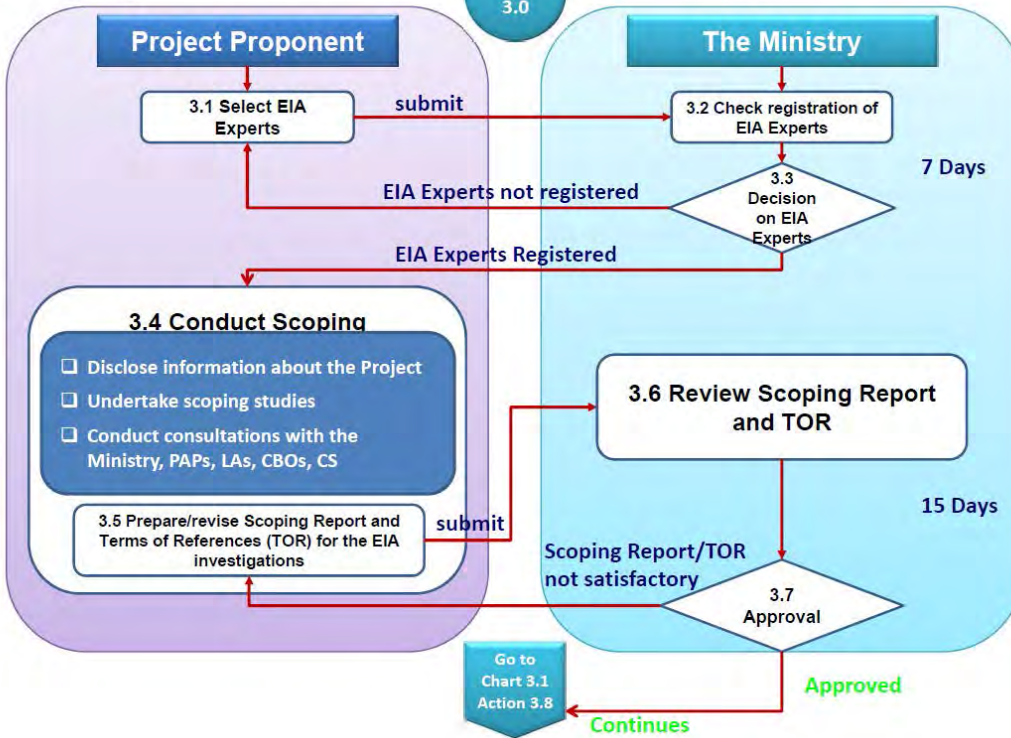 3.0
Project Proponent
The Ministry
3.1 Select EIA
Experts
submit
3.2 Check registration of
EIA Experts
7 Days
3.3
Decision
on EIA
Experts
EIA Experts not registered
EIA Experts Registered
3.4 Conduct Scoping
❑ Disclose information about the Project
❑ Undertake scoping studies
❑ Conduct consultations with the
Ministry, PAPs, LAs, CBOs, CS
3.5 Prepare/revise Scoping Report and
Terms of References (TOR) for the EIA
investigations
submit
3.6 Review Scoping Report
and TOR
15 Days
Scoping Report/TOR
not satisfactory
3.7
Approval
Approved
Go to
Chart 3.1
Action 3.8
Continues